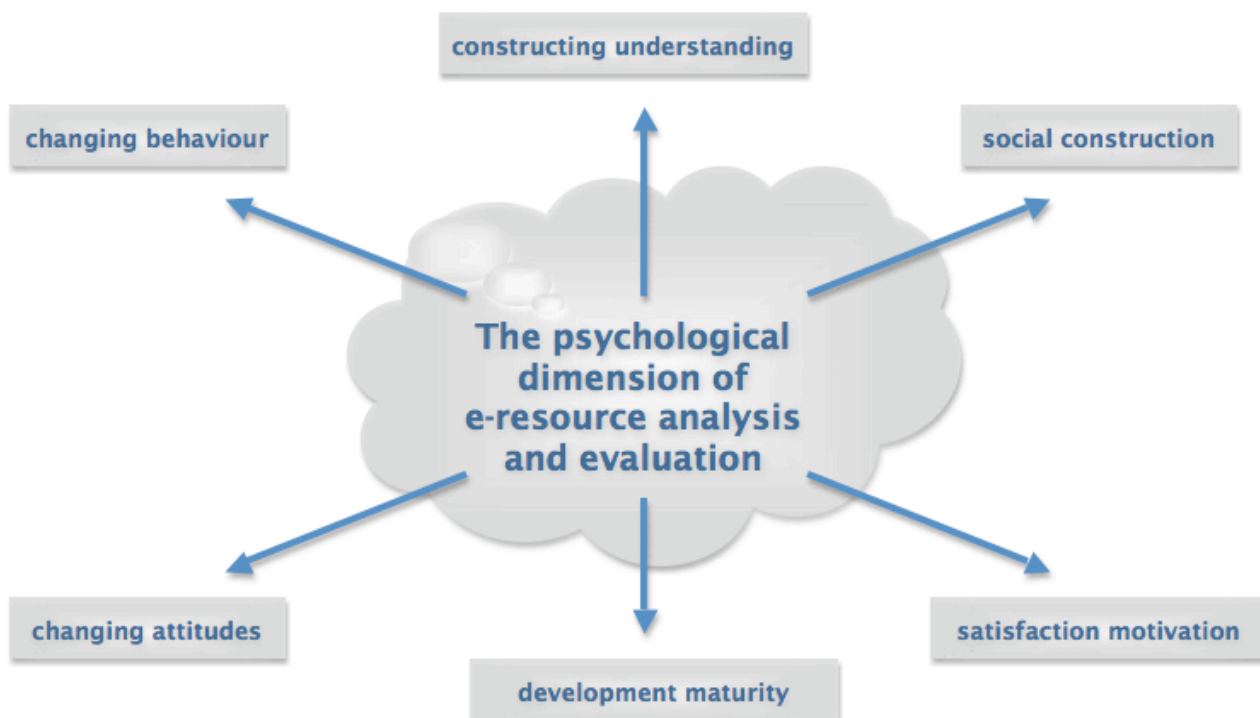 constructing understanding
changing behaviour
social construction
The psychological
dimension of
e-resource analysis
and evaluation
changing attitudes
satisfaction motivation
development maturity